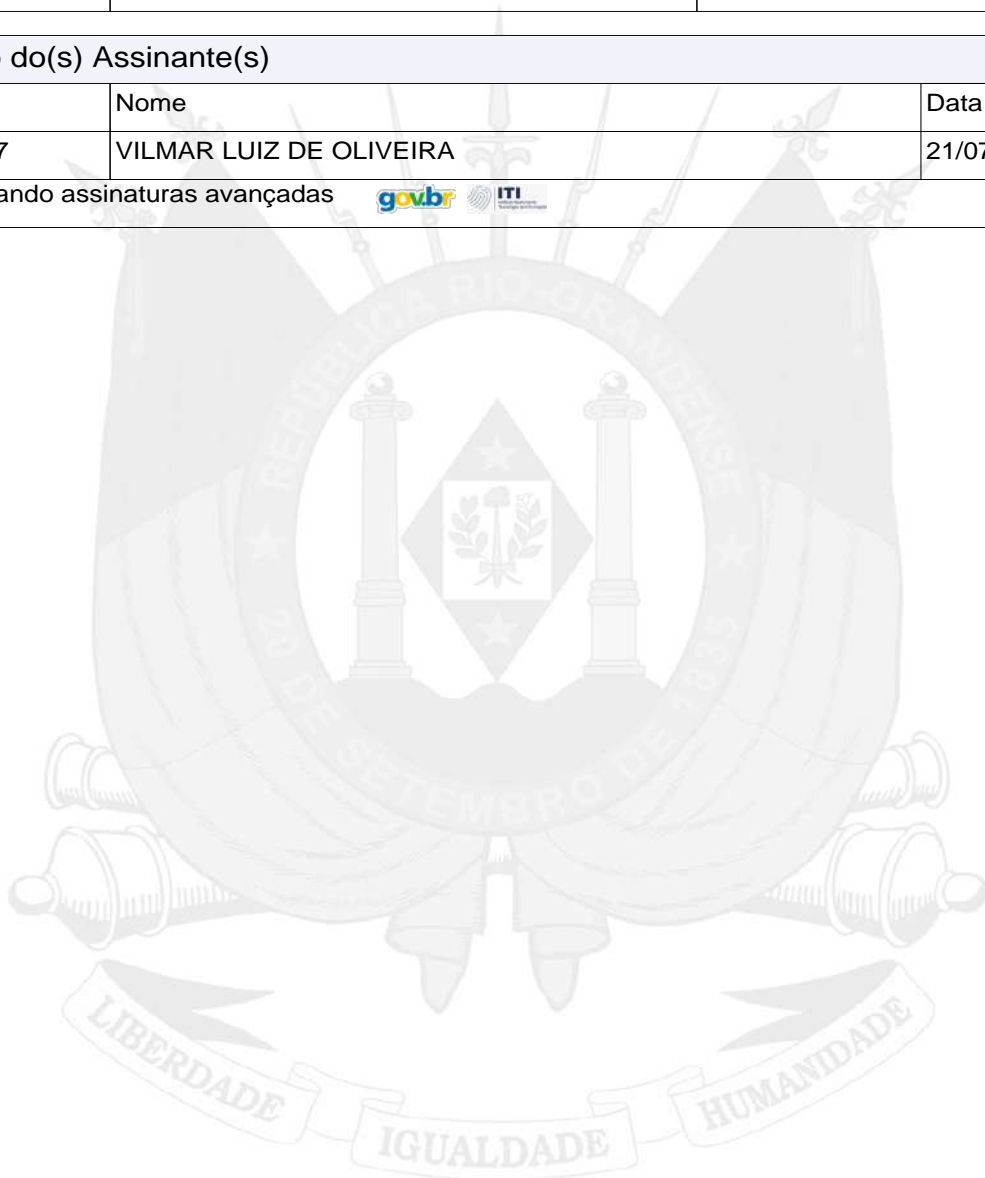 do(s) Assinante(s)
Nome
Data
7
VILMAR LUIZ DE OLIVEIRA
21/07
ando assinaturas avançadas
gov.br
ITI
REPÚBLICA RIO-GRANDENSE
20 DE SETEMBRO DE 1835
LIBERDADE
IGUALDADE
HUMANIDADE